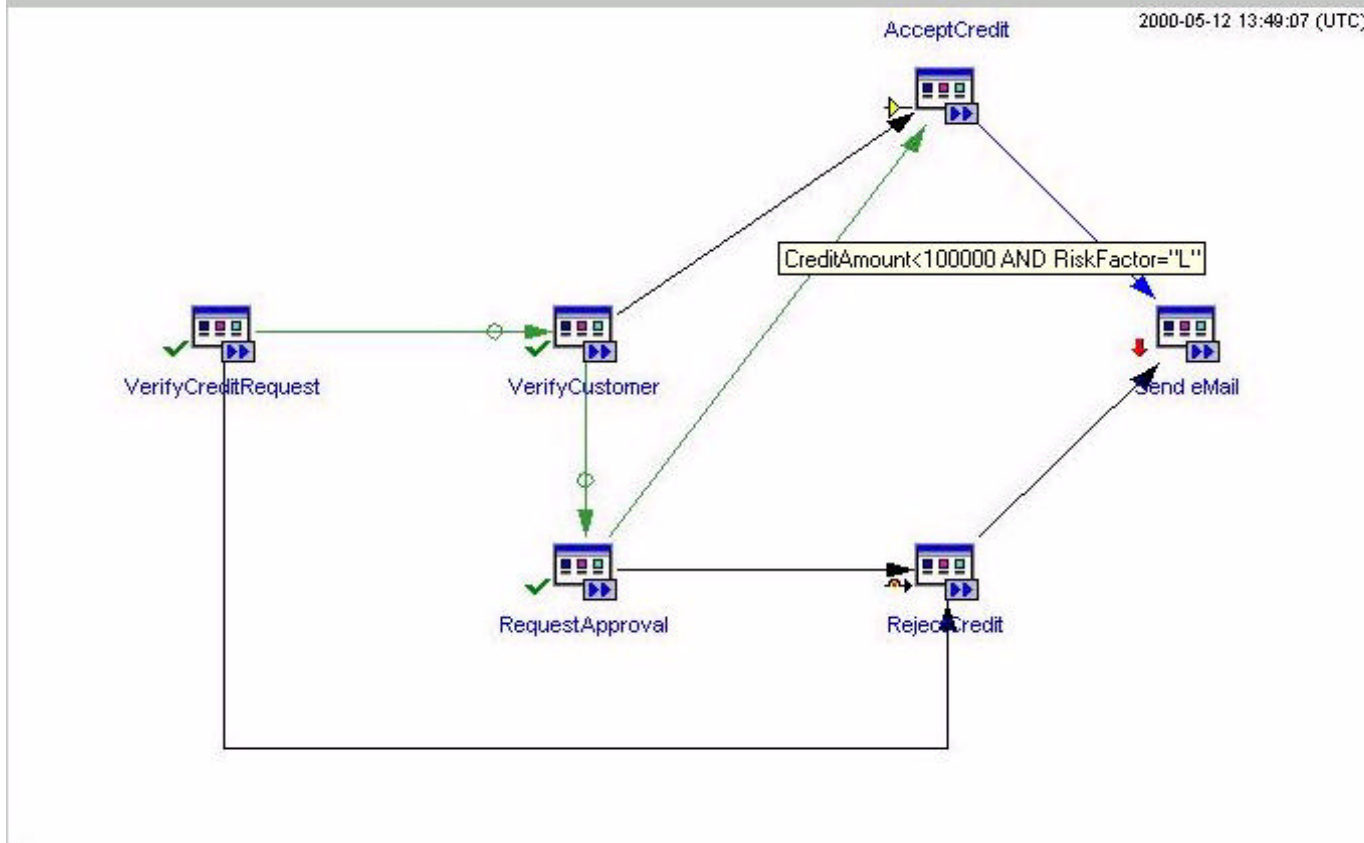 2000-05-12 13:49:07 (UTC)
AcceptCredit
CreditAmount<100000 AND RiskFactor="L"
VerifyCreditRequest
VerifyCustomer
Send eMail
RequestApproval
RejectCredit